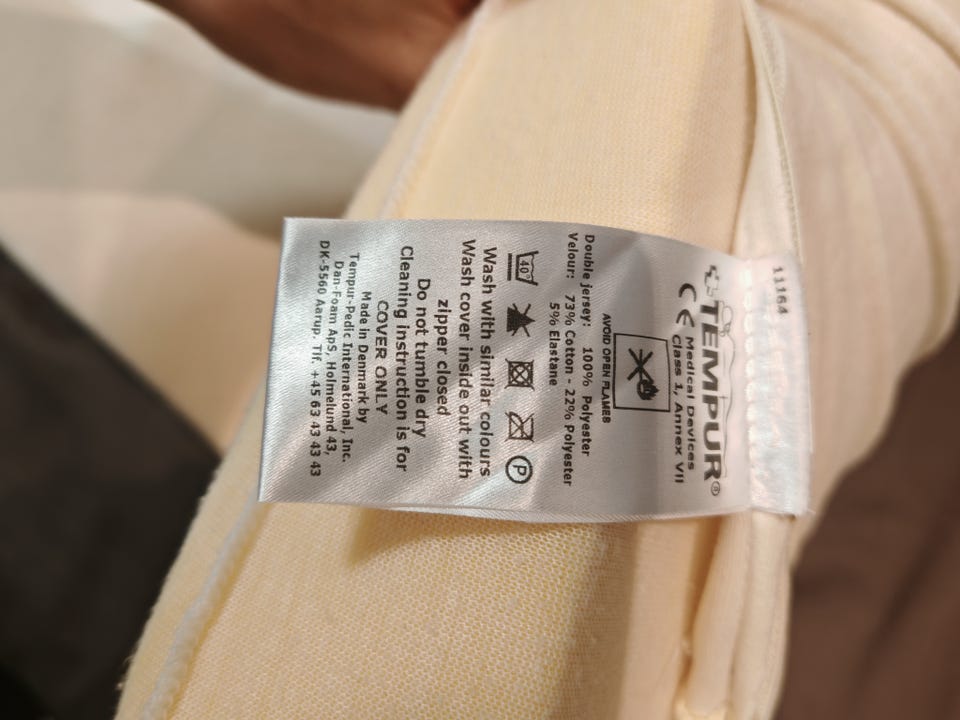 11164
TEMPUR®
CE Medical Devices
Class 1, Annex VII
AVOID OPEN FLAMES
Double jersey: 100% Polyester
Velour: 73% Cotton - 22% Polyester
5% Elastane
40° P
Wash with similar colours
Wash cover inside out with
zipper closed
Do not tumble dry
Cleaning instruction is for
COVER ONLY
Made in Denmark by
Tempur-Pedic International, Inc.
Dan-Foam ApS, Holmelund 43,
DK-5560 Aarup. Tlf. +45 63 43 43 43